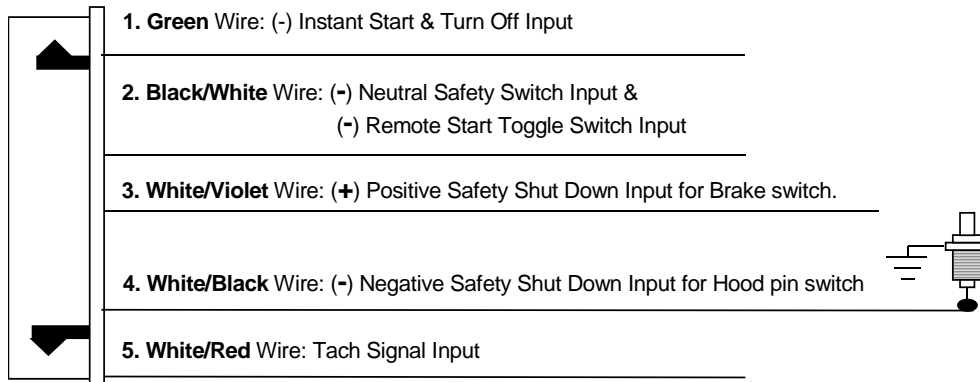 1. Green Wire: (-) Instant Start & Turn Off Input
2. Black/White Wire: (-) Neutral Safety Switch Input &
(-) Remote Start Toggle Switch Input
3. White/Violet Wire: (+) Positive Safety Shut Down Input for Brake switch.
4. White/Black Wire: (-) Negative Safety Shut Down Input for Hood pin switch
5. White/Red Wire: Tach Signal Input